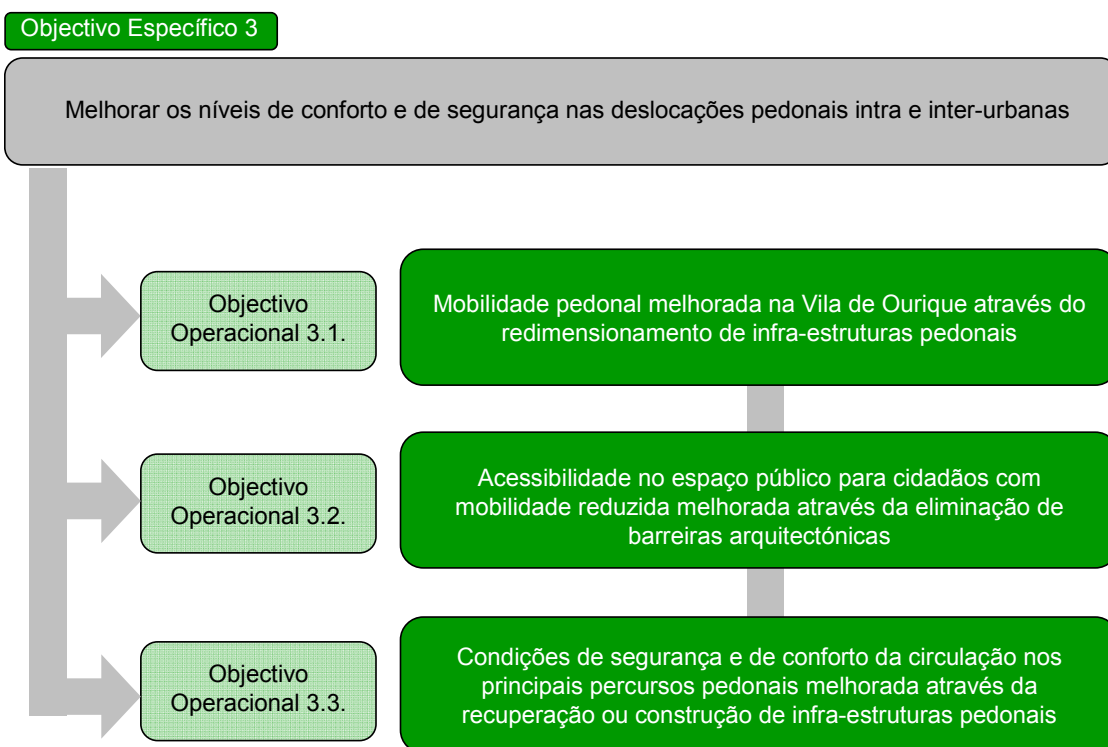 Objectivo Específico 3
Melhorar os níveis de conforto e de segurança nas deslocações pedonais intra e inter-urbanas
Objectivo
Operacional 3.1.
Mobilidade pedonal melhorada na Vila de Ourique através do
redimensionamento de infra-estruturas pedonais
Objectivo
Operacional 3.2.
Acessibilidade no espaço público para cidadãos com
mobilidade reduzida melhorada através da eliminação de
barreiras arquitectónicas
Objectivo
Operacional 3.3.
Condições de segurança e de conforto da circulação nos
principais percursos pedonais melhorada através da
recuperação ou construção de infra-estruturas pedonais